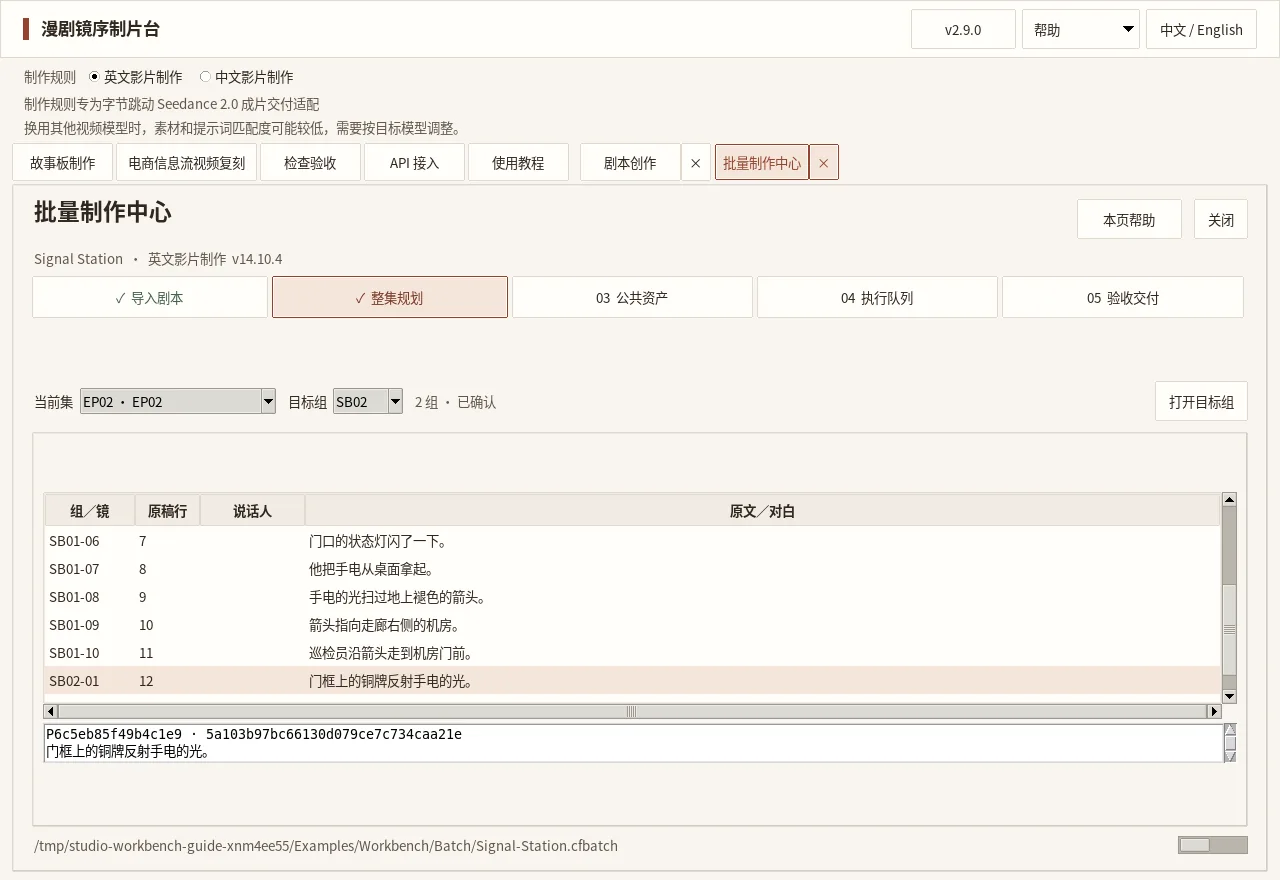 漫剧镜序制片台
v2.9.0
帮助
中文 / English
制作规则 英文影片制作 中文影片制作
制作规则专为字节跳动 Seedance 2.0 成片交付适配
换用其他视频模型时，素材和提示词匹配度可能较低，需要按目标模型调整。
故事板制作 电商信息流视频复刻 检查验收 API 接入 使用教程 剧本创作 × 批量制作中心 ×
批量制作中心
本页帮助 关闭
Signal Station · 英文影片制作 v14.10.4
✓ 导入剧本 ✓ 整集规划 03 公共资产 04 执行队列 05 验收交付
当前集 EP02 · EP02 目标组 SB02 2 组 · 已确认 打开目标组
组／镜 原稿行 说话人 原文／对白
SB01-06 7 门口的状态灯闪了一下。
SB01-07 8 他把手电从桌面拿起。
SB01-08 9 手电的光扫过地上褪色的箭头。
SB01-09 10 箭头指向走廊右侧的机房。
SB01-10 11 巡检员沿箭头走到机房门前。
SB02-01 12 门框上的铜牌反射手电的光。
P6c5eb85f49b4c1e9 · 5a103b97bc66130d079ce7c734caa21e
门框上的铜牌反射手电的光。
/tmp/studio-workbench-guide-xnm4ee55/Examples/Workbench/Batch/Signal-Station.cfbatch